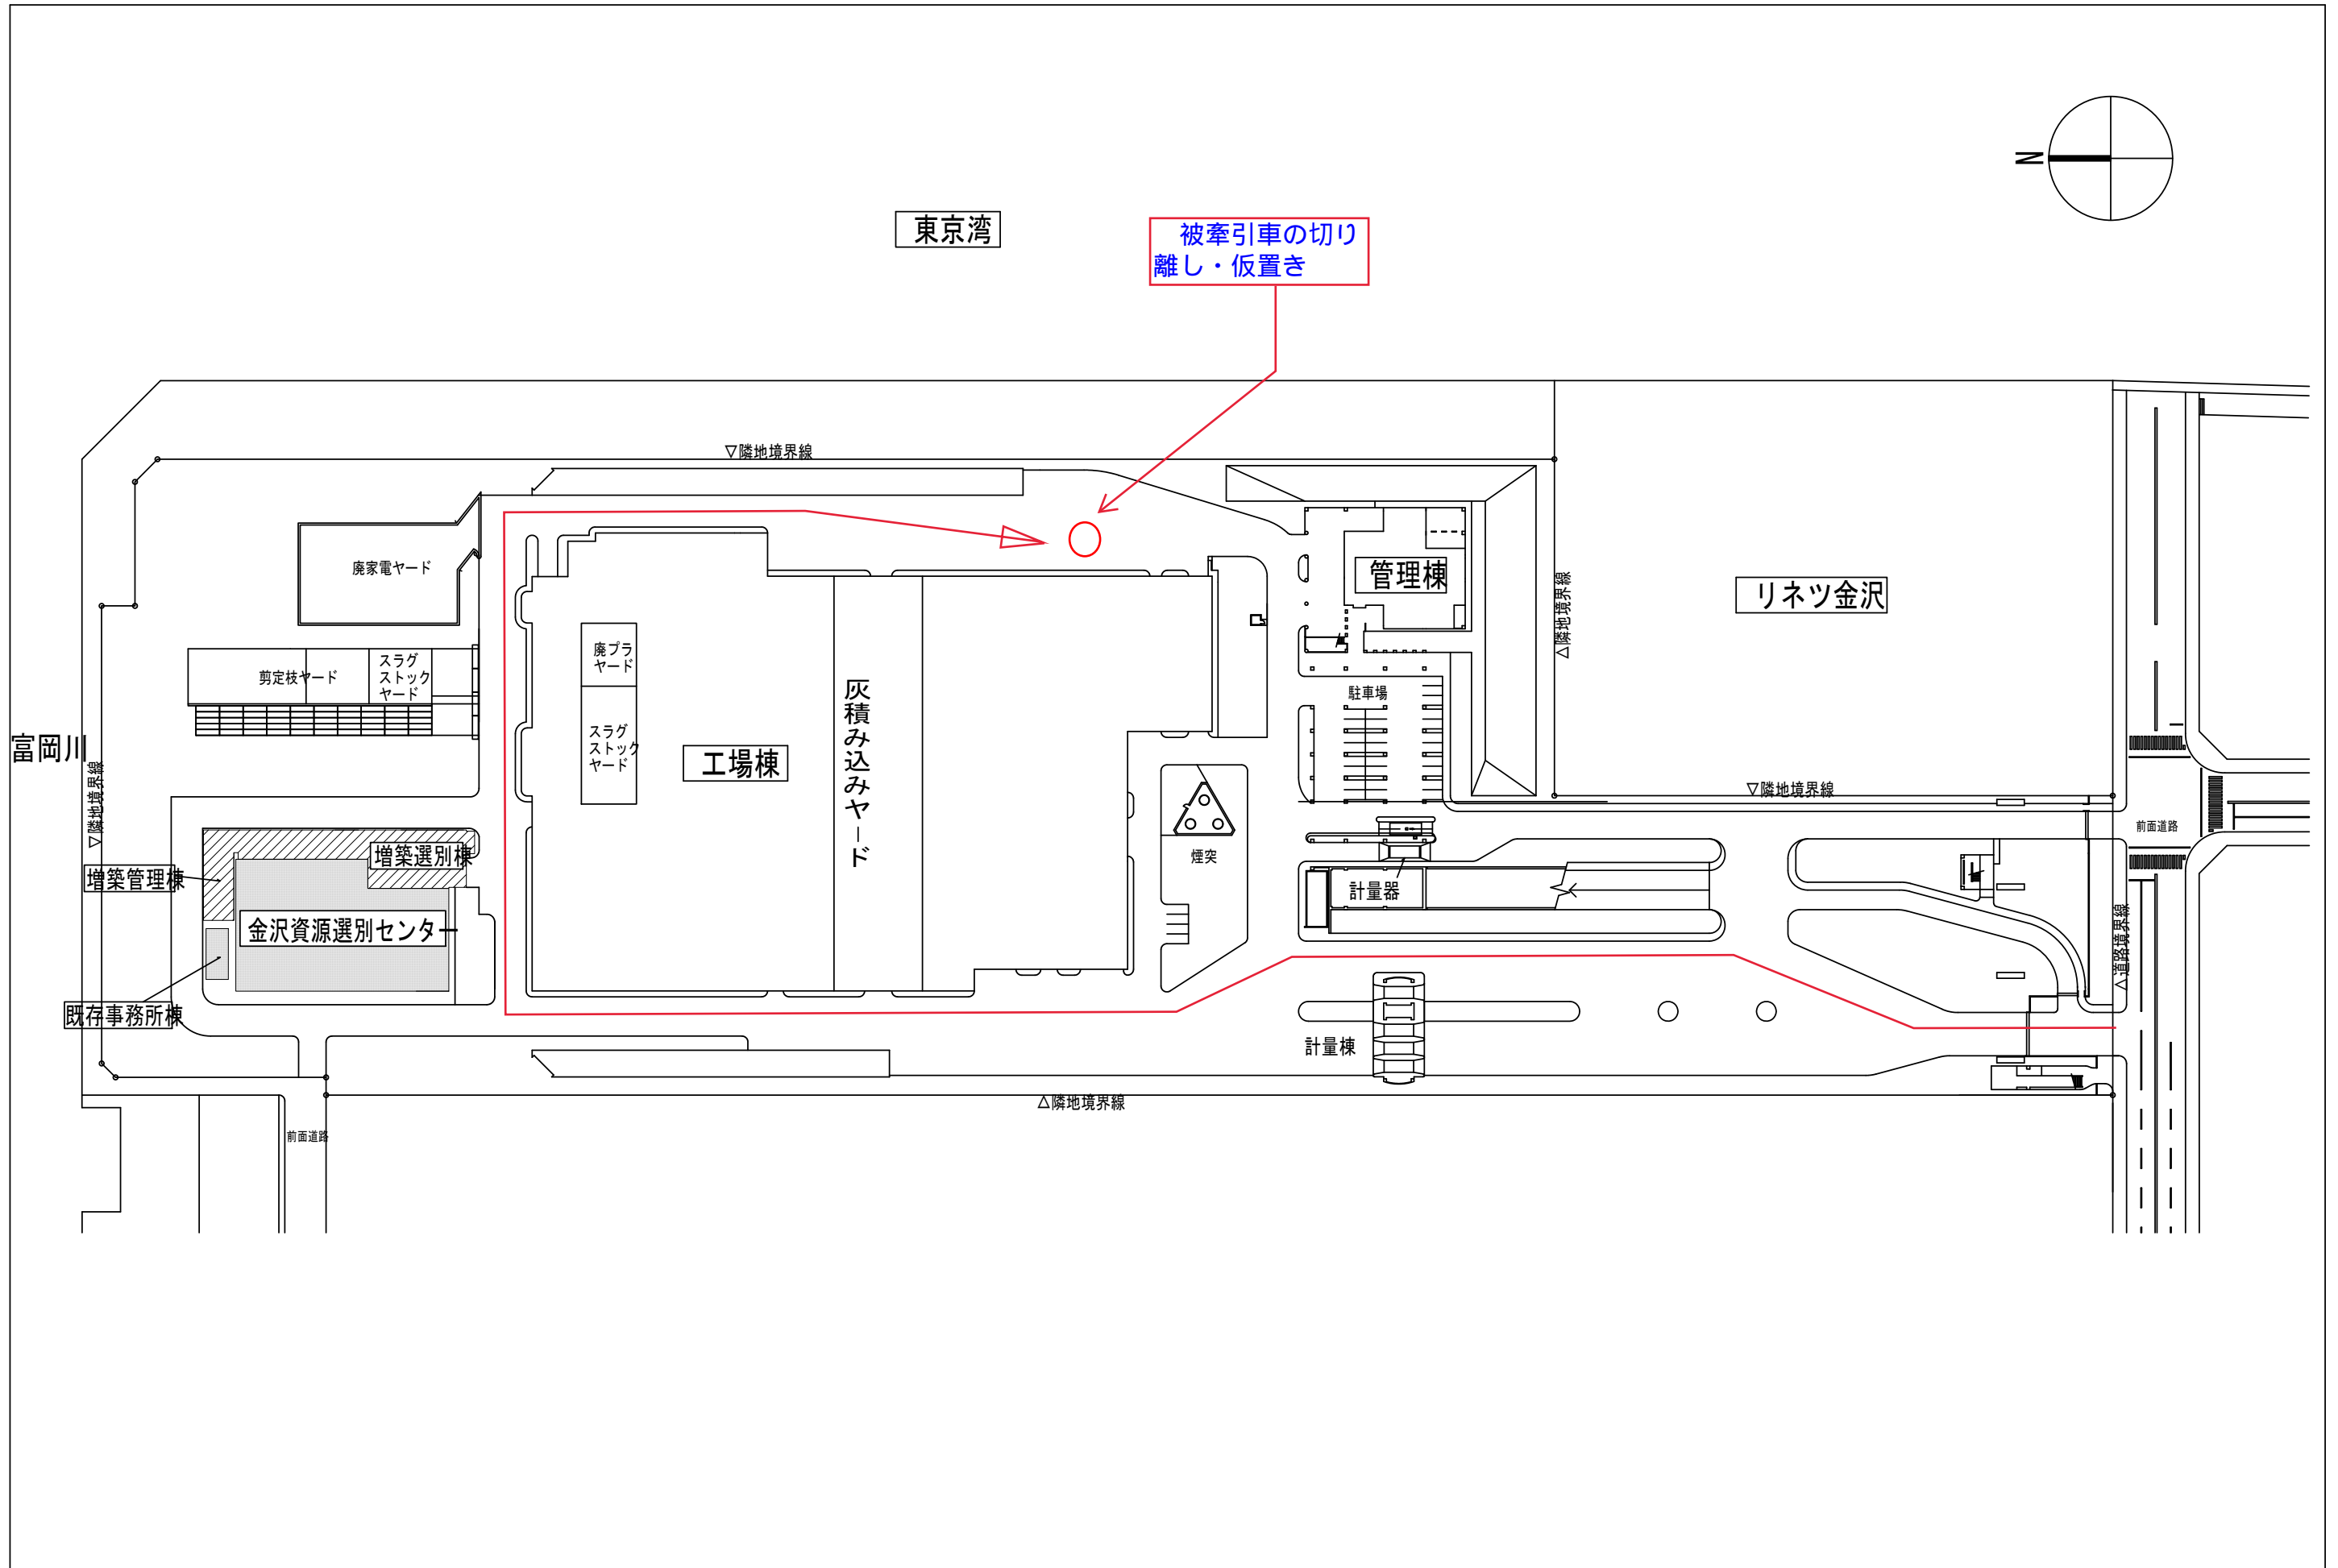 N
東京湾
被牽引車の切り
離し・仮置き
▽隣地境界線
廃家電ヤード
管理棟
リネツ金沢
▽隣地境界線
廃プラ
ヤード
剪定枝ヤード
スラグ
ストック
ヤード
灰積み込みヤード
駐車場
スラグ
ストック
ヤード
工場棟
富岡川
▽隣地境界線
▽隣地境界線
前面道路
増築選別棟
煙突
増築管理棟
計量器
金沢資源選別センター
△道路境界線
既存事務所棟
計量棟
△隣地境界線
前面道路